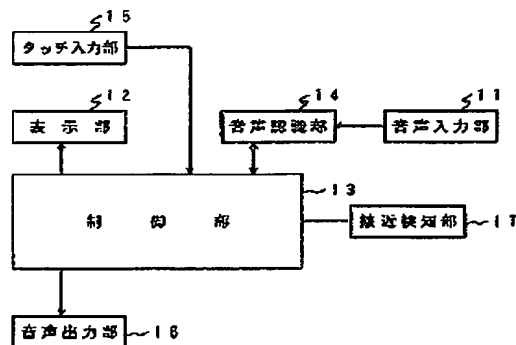 15
タッチ入力部
12
表示部
14
音声認識部
11
音声入力部
13
制御部
接近検知部
17
音声出力部
16